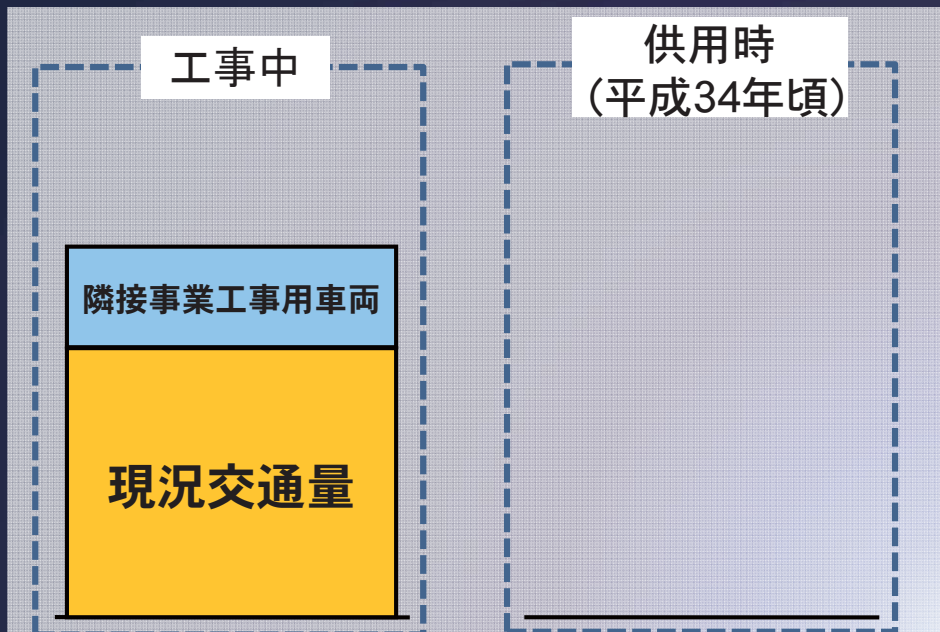 工事中
供用時
（平成34年頃）
隣接事業工事用車両
現況交通量